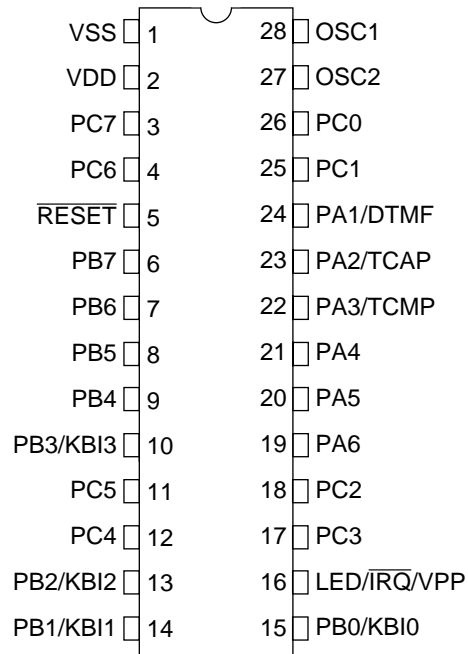 VSS 1 28 OSC1
VDD 2 27 OSC2
PC7 3 26 PC0
PC6 4 25 PC1
R̅E̅S̅E̅T̅ 5 24 PA1/DTMF
PB7 6 23 PA2/TCAP
PB6 7 22 PA3/TCMP
PB5 8 21 PA4
PB4 9 20 PA5
PB3/KBI3 10 19 PA6
PC5 11 18 PC2
PC4 12 17 PC3
PB2/KBI2 13 16 LED/I̅R̅Q̅/VPP
PB1/KBI1 14 15 PB0/KBI0